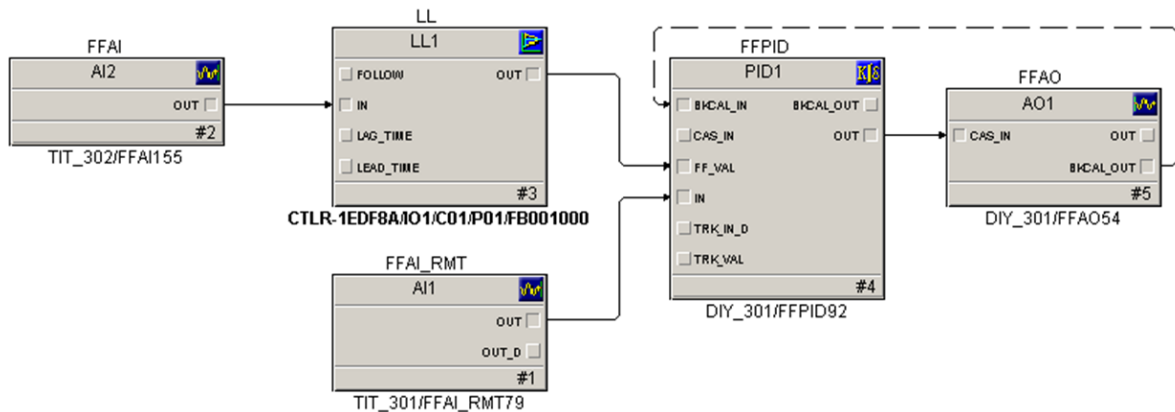 FFAI
AI2
OUT
#2
TIT_302/FFAI155
LL
LL1
FOLLOW OUT
IN
LAG_TIME
LEAD_TIME
#3
CTLR-1EDF8A/IO1/C01/P01/FB001000
FFAI_RMT
AI1
OUT
OUT_D
#1
TIT_301/FFAI_RMT79
FFPID
PID1
BKCAL_IN BKCAL_OUT
CAS_IN OUT
FF_VAL
IN
TRK_IN_D
TRK_VAL
#4
DIY_301/FFPID92
FFAO
AO1
CAS_IN OUT
BKCAL_OUT
#5
DIY_301/FFAO54